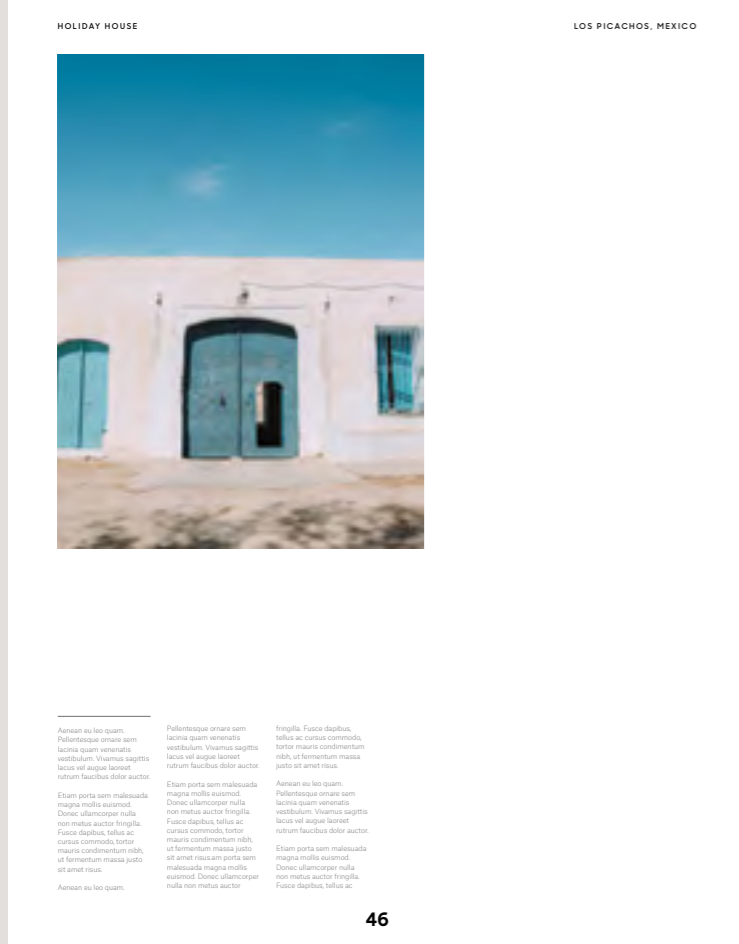 HOLIDAY HOUSE
LOS PICACHOS, MEXICO
Aenean eu leo quam.
Pellentesque ornare sem
lacinia quam venenatis
vestibulum. Vivamus sagittis
lacus vel augue laoreet
rutrum faucibus dolor auctor.
Etiam porta sem malesuada
magna mollis euismod.
Donec ullamcorper nulla
non metus auctor fringilla.
Fusce dapibus, tellus ac
cursus commodo, tortor
mauris condimentum nibh,
ut fermentum massa justo
sit amet risus.
Aenean eu leo quam.
Pellentesque ornare sem
lacinia quam venenatis
vestibulum. Vivamus sagittis
lacus vel augue laoreet
rutrum faucibus dolor auctor.
Etiam porta sem malesuada
magna mollis euismod.
Donec ullamcorper nulla
non metus auctor fringilla.
Fusce dapibus, tellus ac
cursus commodo, tortor
mauris condimentum nibh,
ut fermentum massa justo
sit amet risus.am porta sem
malesuada magna mollis
euismod. Donec ullamcorper
nulla non metus auctor
fringilla. Fusce dapibus,
tellus ac cursus commodo,
tortor mauris condimentum
nibh, ut fermentum massa
justo sit amet risus.
Aenean eu leo quam.
Pellentesque ornare sem
lacinia quam venenatis
vestibulum. Vivamus sagittis
lacus vel augue laoreet
rutrum faucibus dolor auctor.
Etiam porta sem malesuada
magna mollis euismod.
Donec ullamcorper nulla
non metus auctor fringilla.
Fusce dapibus, tellus ac
46